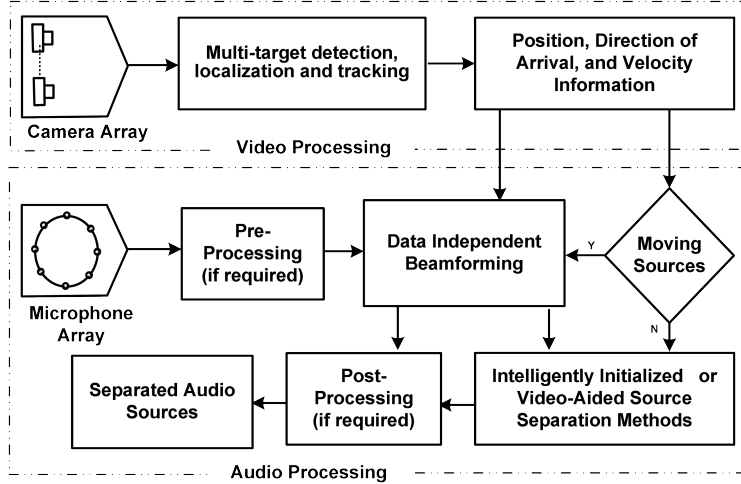 Camera Array
Multi-target detection,
localization and tracking
Position, Direction of
Arrival, and Velocity
Information
Video Processing
Microphone
Array
Pre-
Processing
(if required)
Data Independent
Beamforming
Y
Moving
Sources
N
Separated Audio
Sources
Post-
Processing
(if required)
Intelligently Initialized or
Video-Aided Source
Separation Methods
Audio Processing